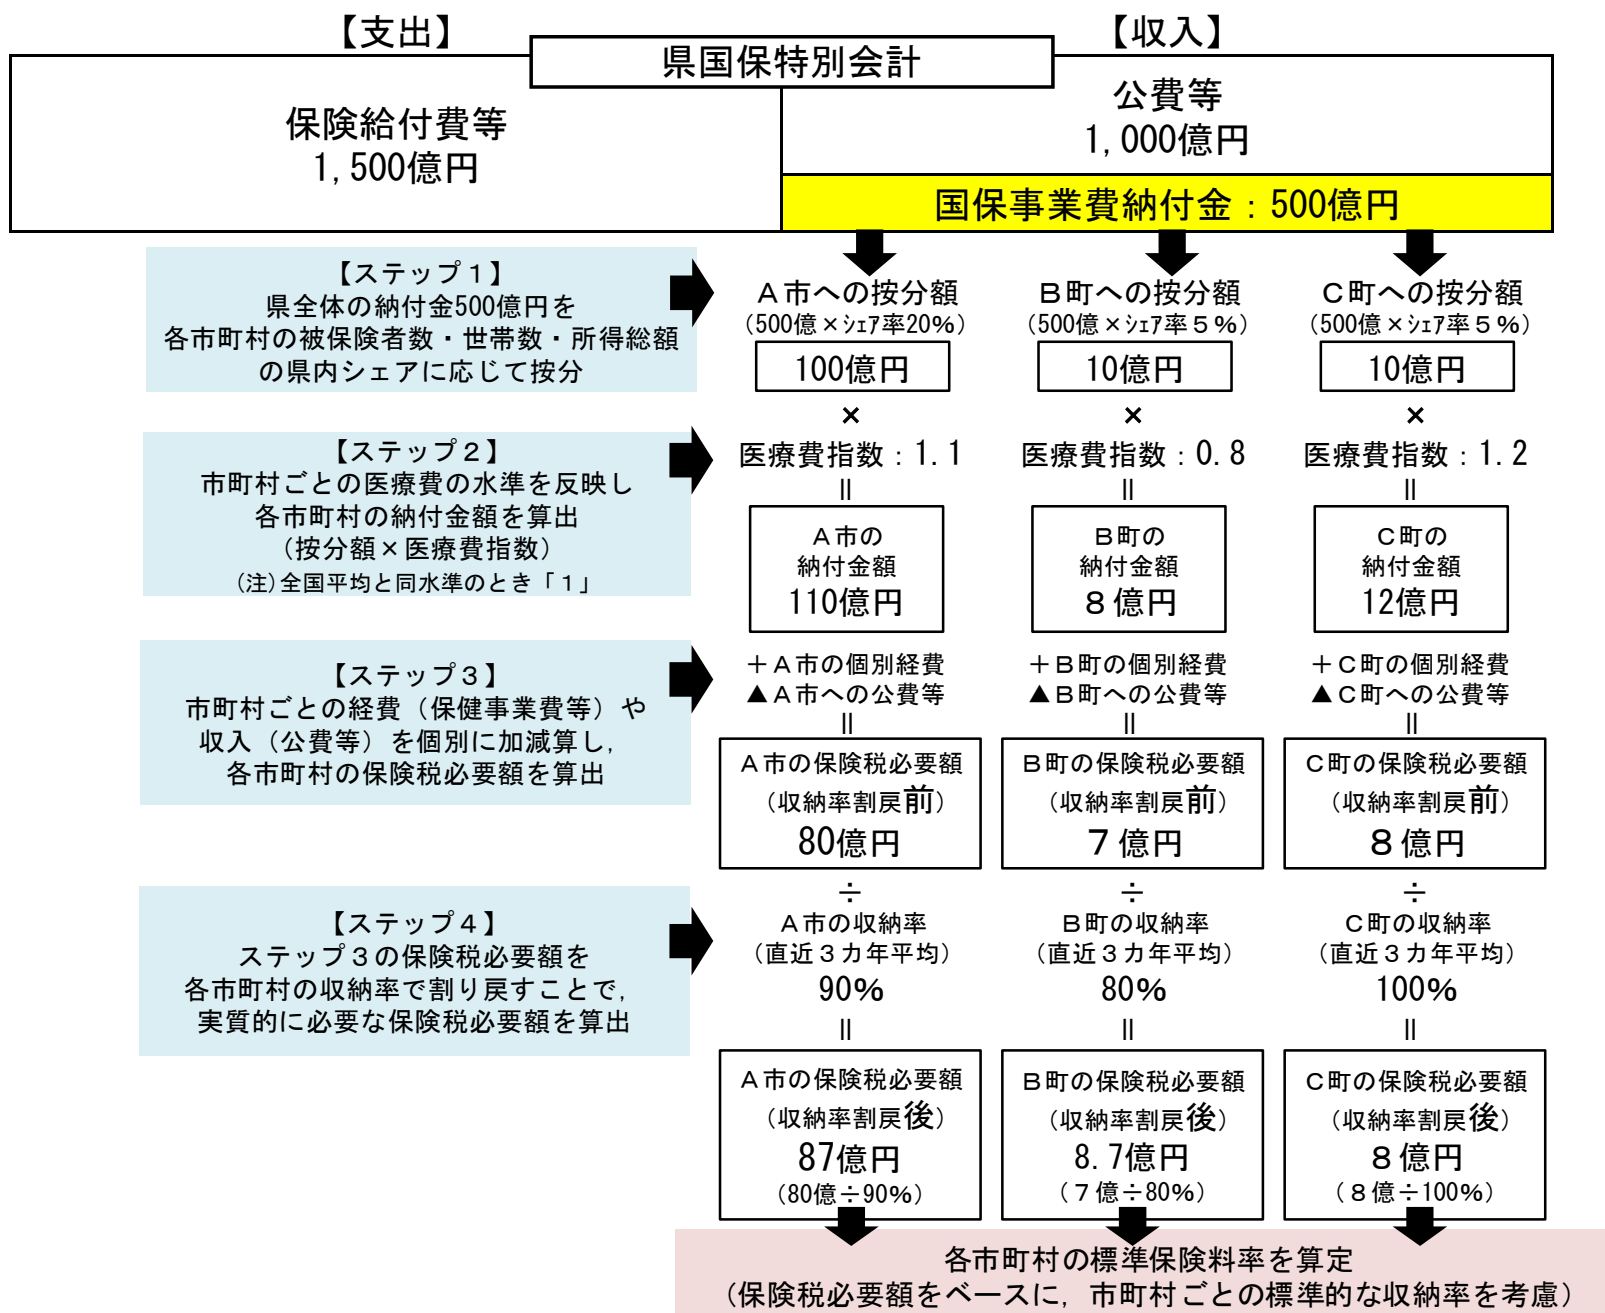 【支出】
【収入】
県国保特別会計
保険給付費等
1,500億円
公費等
1,000億円
国保事業費納付金：500億円
【ステップ１】
県全体の納付金500億円を
各市町村の被保険者数・世帯数・所得総額
の県内シェアに応じて按分
Ａ市への按分額
（500億×ｼｪｱ率20％）
100億円
Ｂ町への按分額
（500億×ｼｪｱ率５％）
10億円
Ｃ町への按分額
（500億×ｼｪｱ率５％）
10億円
×
×
×
【ステップ２】
市町村ごとの医療費の水準を反映し
各市町村の納付金額を算出
（按分額×医療費指数）
（注）全国平均と同水準のとき「１」
医療費指数：1.1
医療費指数：0.8
医療費指数：1.2
＝
＝
＝
Ａ市の
納付金額
110億円
Ｂ町の
納付金額
８億円
Ｃ町の
納付金額
12億円
【ステップ３】
市町村ごとの経費（保健事業費等）や
収入（公費等）を個別に加減算し，
各市町村の保険税必要額を算出
＋Ａ市の個別経費
▲Ａ市への公費等
＋Ｂ町の個別経費
▲Ｂ町への公費等
＋Ｃ町の個別経費
▲Ｃ町への公費等
＝
＝
＝
Ａ市の保険税必要額
（収納率割戻前）
80億円
Ｂ町の保険税必要額
（収納率割戻前）
７億円
Ｃ町の保険税必要額
（収納率割戻前）
８億円
【ステップ４】
ステップ３の保険税必要額を
各市町村の収納率で割り戻すことで，
実質的に必要な保険税必要額を算出
÷
Ａ市の収納率
（直近３カ年平均）
90％
÷
Ｂ町の収納率
（直近３カ年平均）
80％
÷
Ｃ町の収納率
（直近３カ年平均）
100％
＝
＝
＝
Ａ市の保険税必要額
（収納率割戻後）
87億円
（80億÷90％）
Ｂ町の保険税必要額
（収納率割戻後）
8.7億円
（７億÷80％）
Ｃ町の保険税必要額
（収納率割戻後）
８億円
（８億÷100％）
各市町村の標準保険料率を算定
（保険税必要額をベースに，市町村ごとの標準的な収納率を考慮）